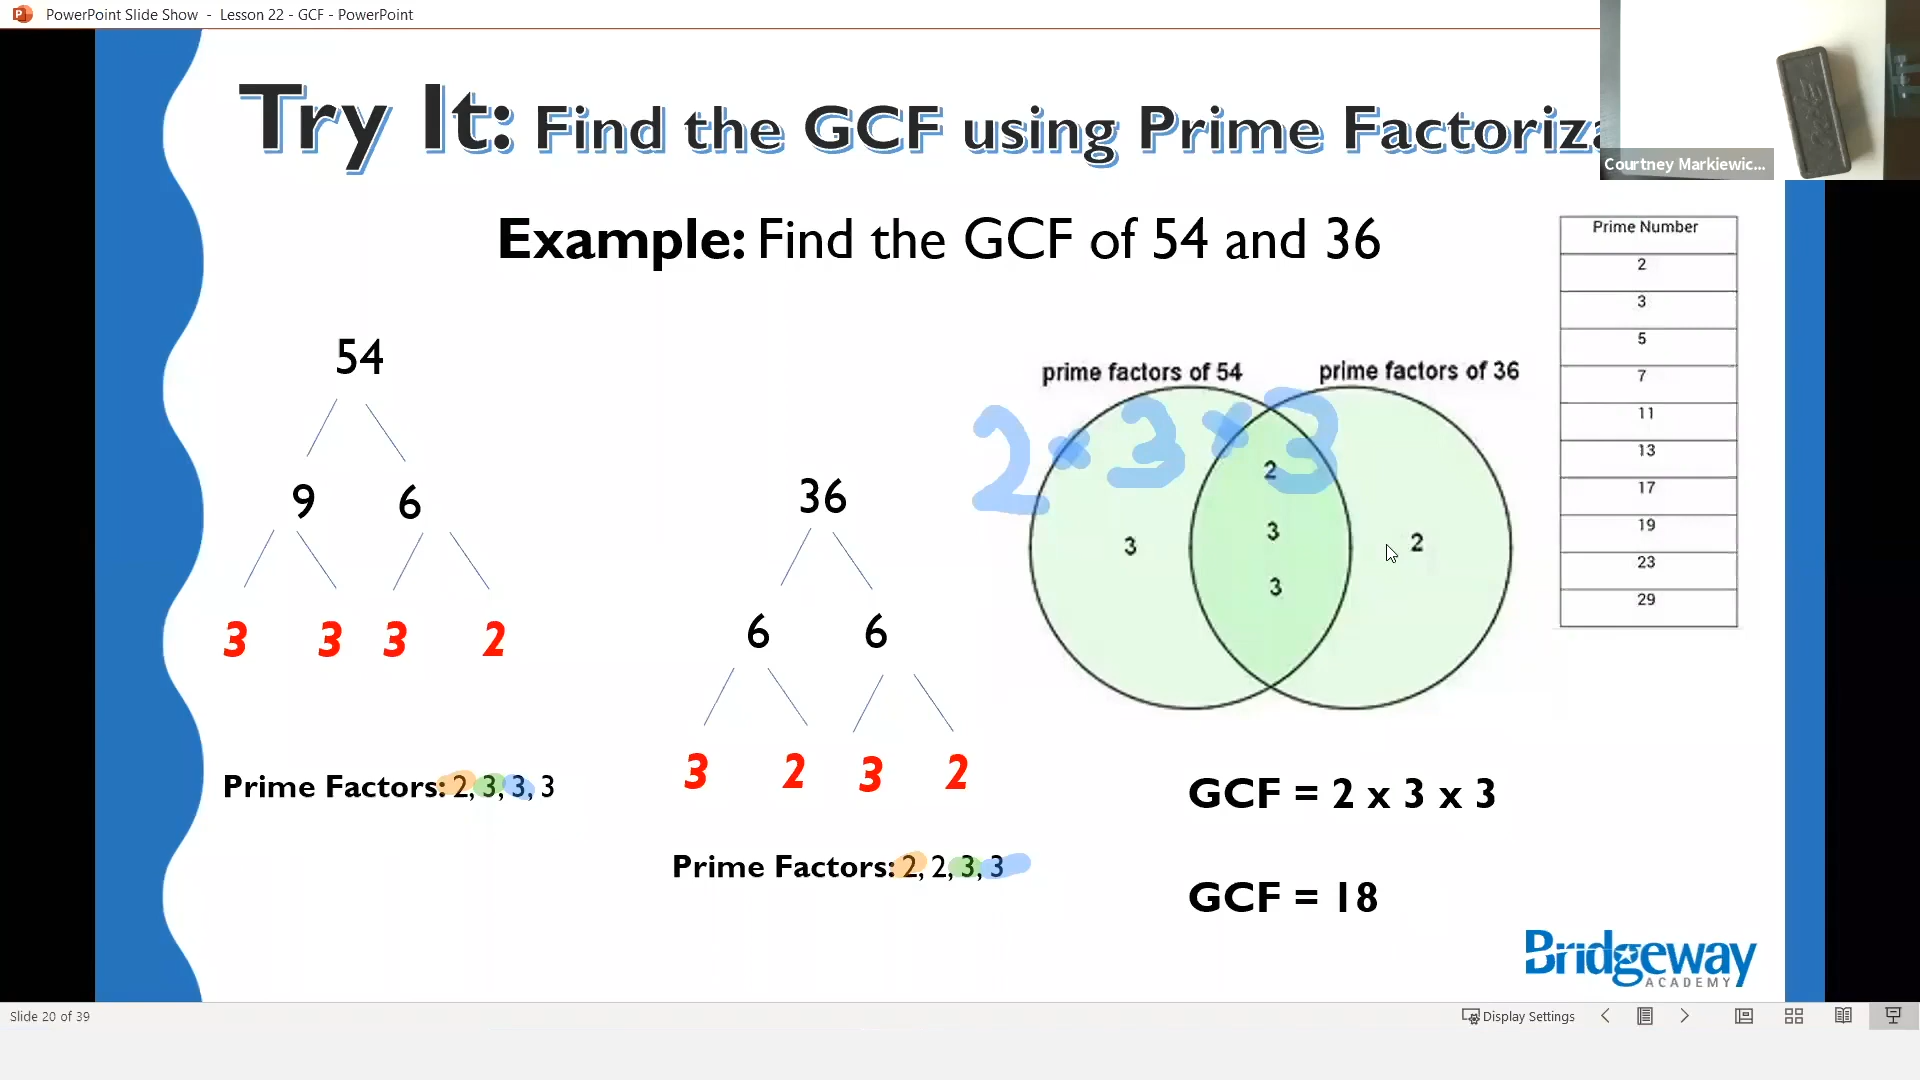 PowerPoint Slide Show - Lesson 22 - GCF - PowerPoint
Try It: Find the GCF using Prime Factoriza
Courtney Markiewic...
Example: Find the GCF of 54 and 36
Prime Number
2
3
5
7
11
13
17
19
23
29
54
9 6
3 3 3 2
Prime Factors: 2, 3, 3, 3
36
6 6
3 2 3 2
Prime Factors: 2, 2, 3, 3
prime factors of 54 prime factors of 36
2 x 3 x 3
2
3 3 2
3
GCF = 2 x 3 x 3
GCF = 18
Bridgeway
ACADEMY
Slide 20 of 39
Display Settings